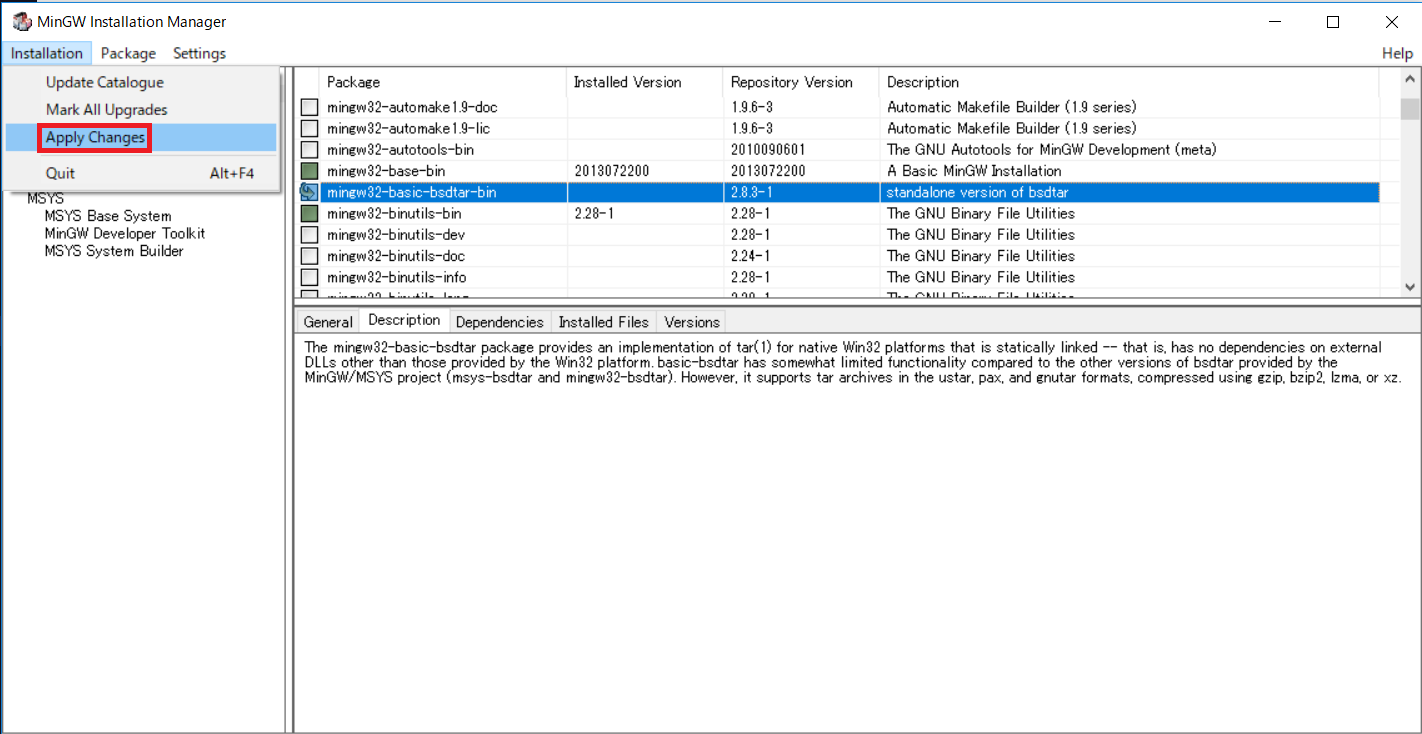 MinGW Installation Manager
Installation Package Settings Help
Update Catalogue
Mark All Upgrades
Apply Changes
Quit Alt+F4
MSYS
MSYS Base System
MinGW Developer Toolkit
MSYS System Builder
Package Installed Version Repository Version Description
mingw32-automake1.9-doc 1.9.6-3 Automatic Makefile Builder (1.9 series)
mingw32-automake1.9-lic 1.9.6-3 Automatic Makefile Builder (1.9 series)
mingw32-autotools-bin 2010090601 The GNU Autotools for MinGW Development (meta)
mingw32-base-bin 2013072200 2013072200 A Basic MinGW Installation
mingw32-basic-bsdtar-bin 2.8.3-1 standalone version of bsdtar
mingw32-binutils-bin 2.28-1 2.28-1 The GNU Binary File Utilities
mingw32-binutils-dev 2.28-1 The GNU Binary File Utilities
mingw32-binutils-doc 2.24-1 The GNU Binary File Utilities
mingw32-binutils-info 2.28-1 The GNU Binary File Utilities
General Description Dependencies Installed Files Versions
The mingw32-basic-bsdtar package provides an implementation of tar(1) for native Win32 platforms that is statically linked -- that is, has no dependencies on external
DLLs other than those provided by the Win32 platform. basic-bsdtar has somewhat limited functionality compared to the other versions of bsdtar provided by the
MinGW/MSYS project (msys-bsdtar and mingw32-bsdtar). However, it supports tar archives in the ustar, pax, and gnutar formats, compressed using gzip, bzip2, lzma, or xz.